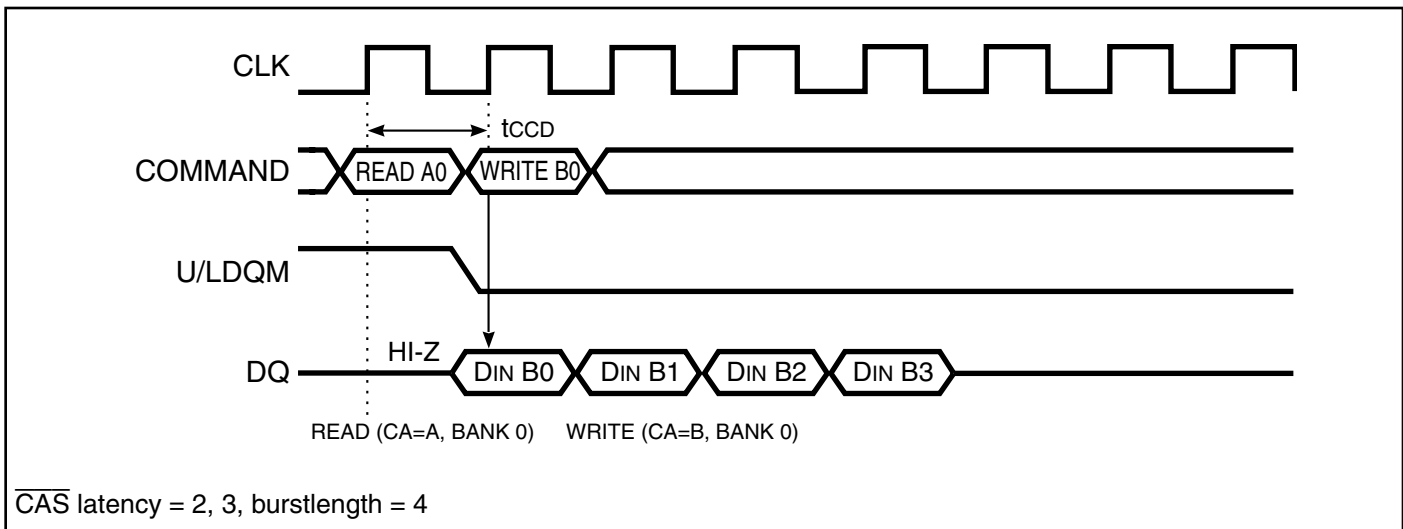 CLK
tCCD
COMMAND READ A0 WRITE B0
U/LDQM
HI-Z
DQ DIN B0 DIN B1 DIN B2 DIN B3
READ (CA=A, BANK 0) WRITE (CA=B, BANK 0)
C̅A̅S̅ latency = 2, 3, burstlength = 4